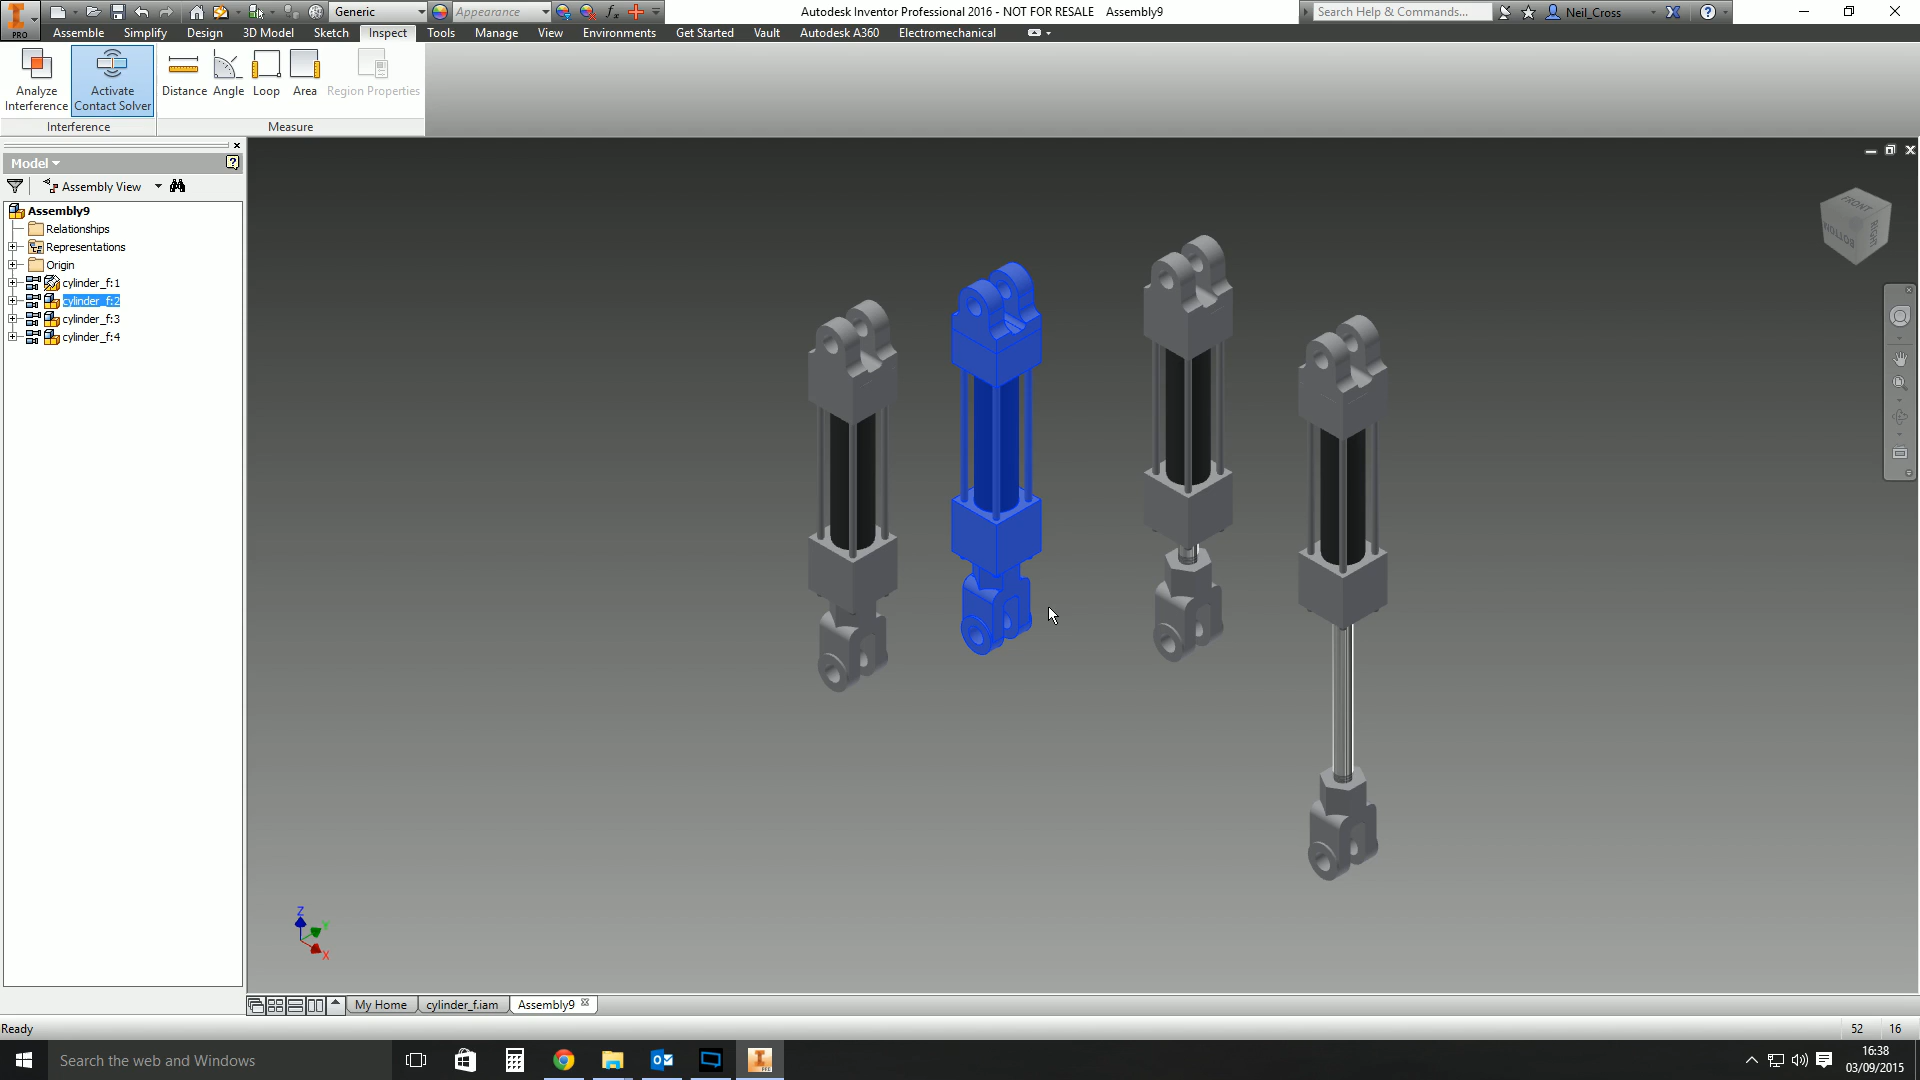 Generic
Appearance
Autodesk Inventor Professional 2016 - NOT FOR RESALE Assembly9
Search Help & Commands...
Neil_Cross
PRO
Assemble Simplify Design 3D Model Sketch Inspect Tools Manage View Environments Get Started Vault Autodesk A360 Electromechanical
Analyze Interference
Activate Contact Solver
Distance Angle Loop Area Region Properties
Interference Measure
Model
Assembly View
Assembly9
Relationships
Representations
Origin
cylinder_f:1
cylinder_f:2
cylinder_f:3
cylinder_f:4
FRONT
BOTTOM
RIGHT
Z
Y
X
My Home cylinder_f.iam Assembly9
Ready
52 16
Search the web and Windows
16:38
03/09/2015